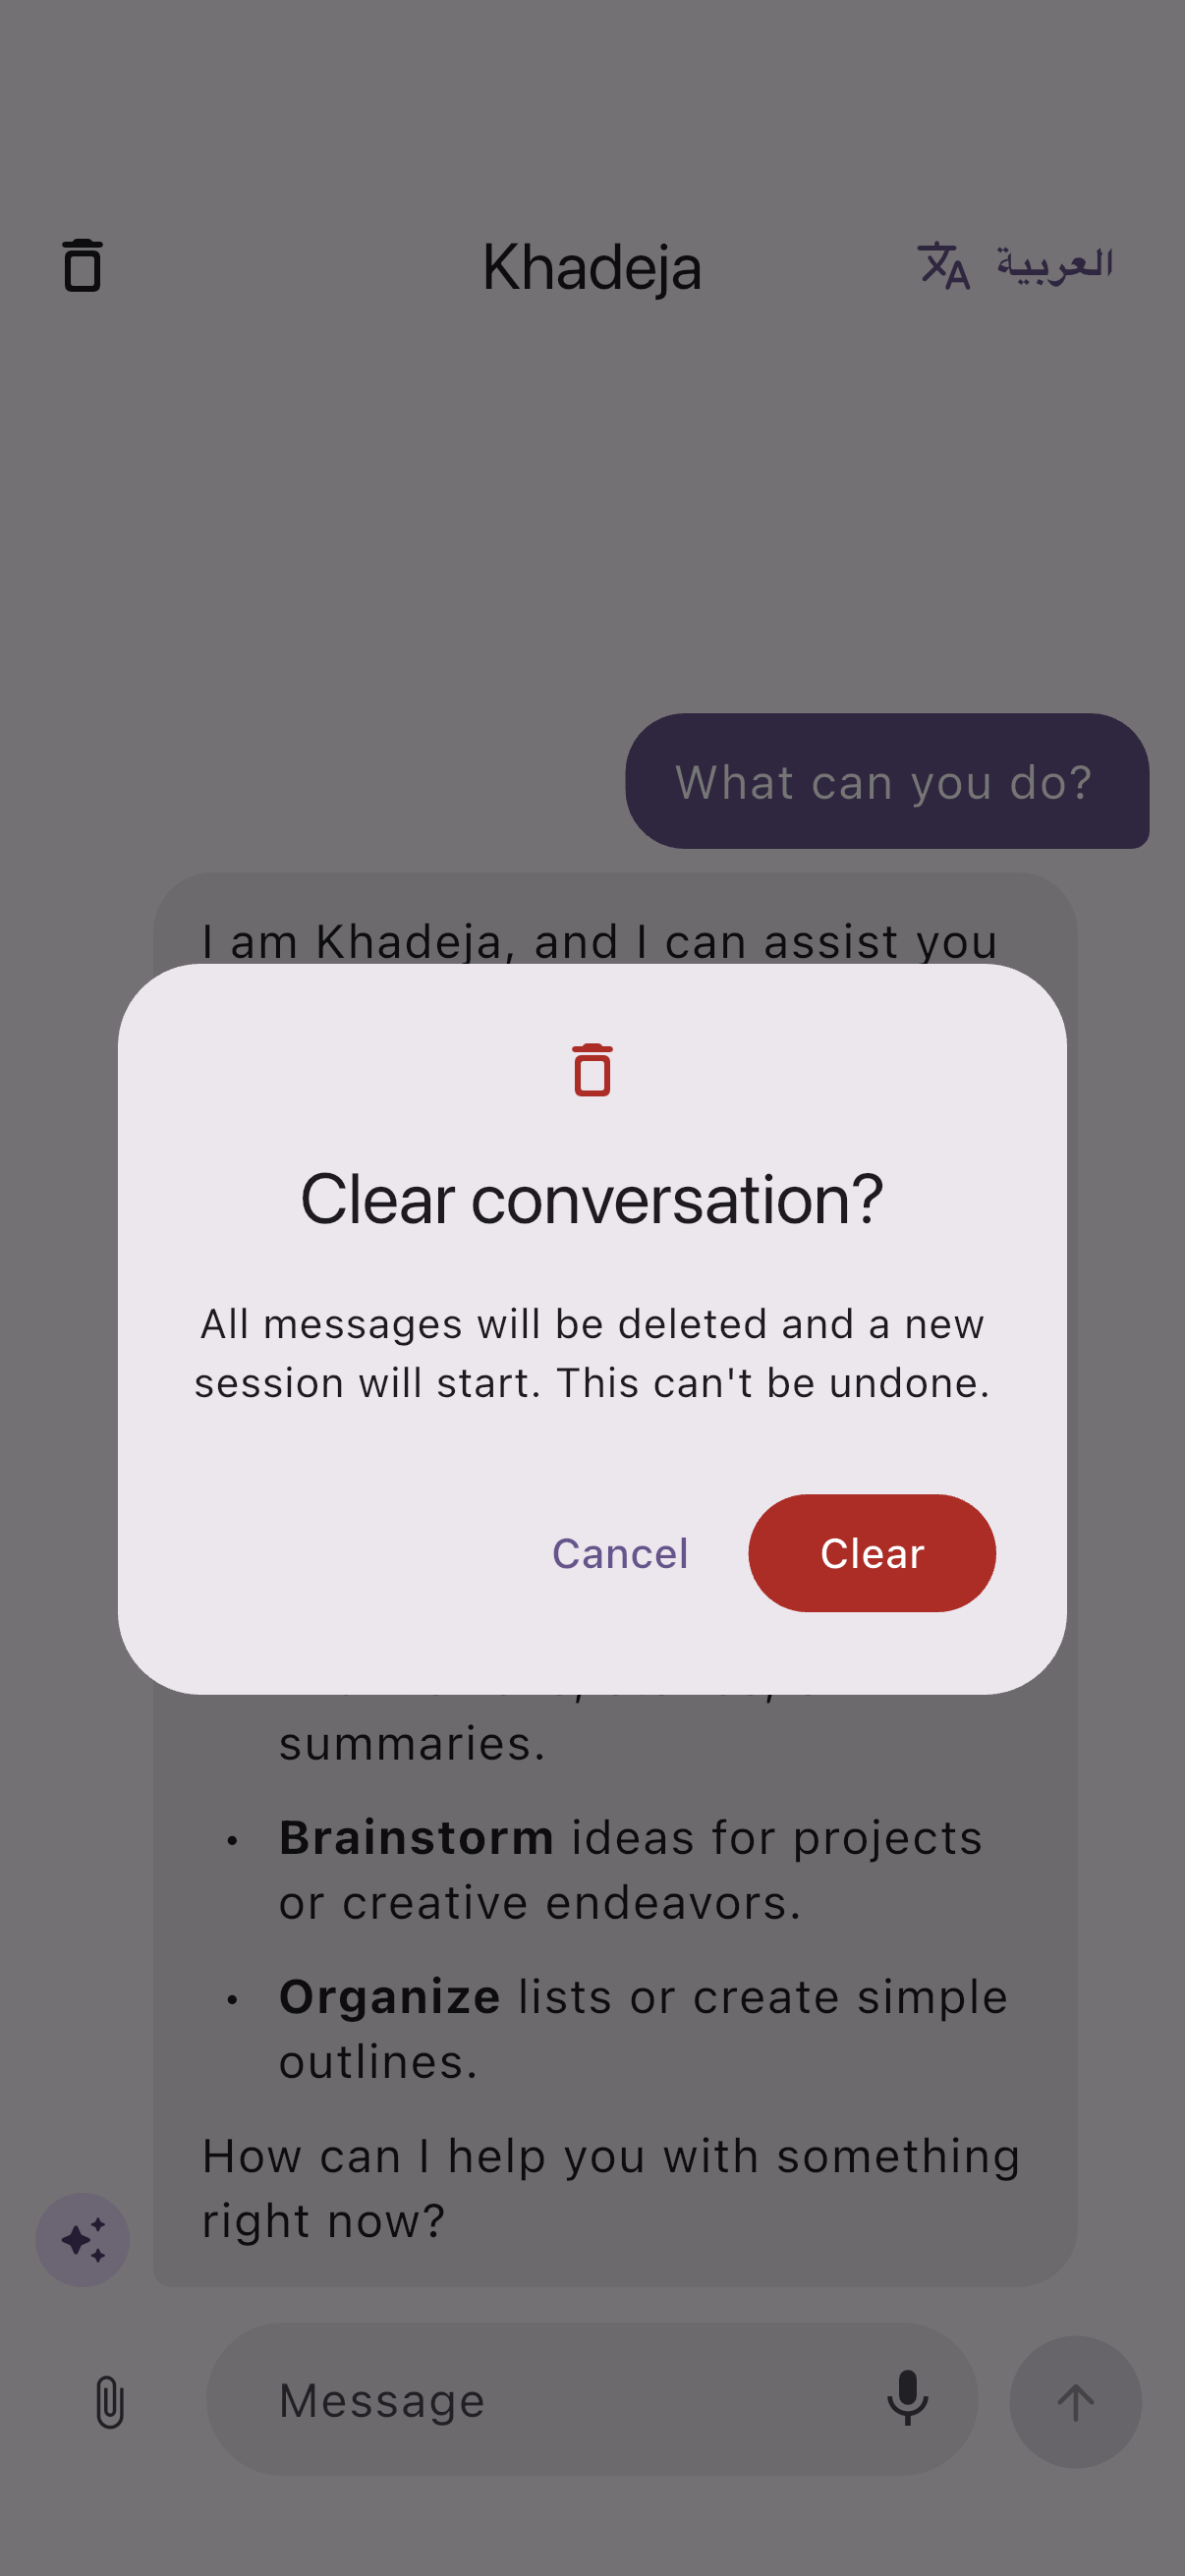 Khadeja
العربية
What can you do?
I am Khadeja, and I can assist you
Clear conversation?
All messages will be deleted and a new
session will start. This can't be undone.
Cancel
Clear
summaries.
• Brainstorm ideas for projects
or creative endeavors.
• Organize lists or create simple
outlines.
How can I help you with something
right now?
Message